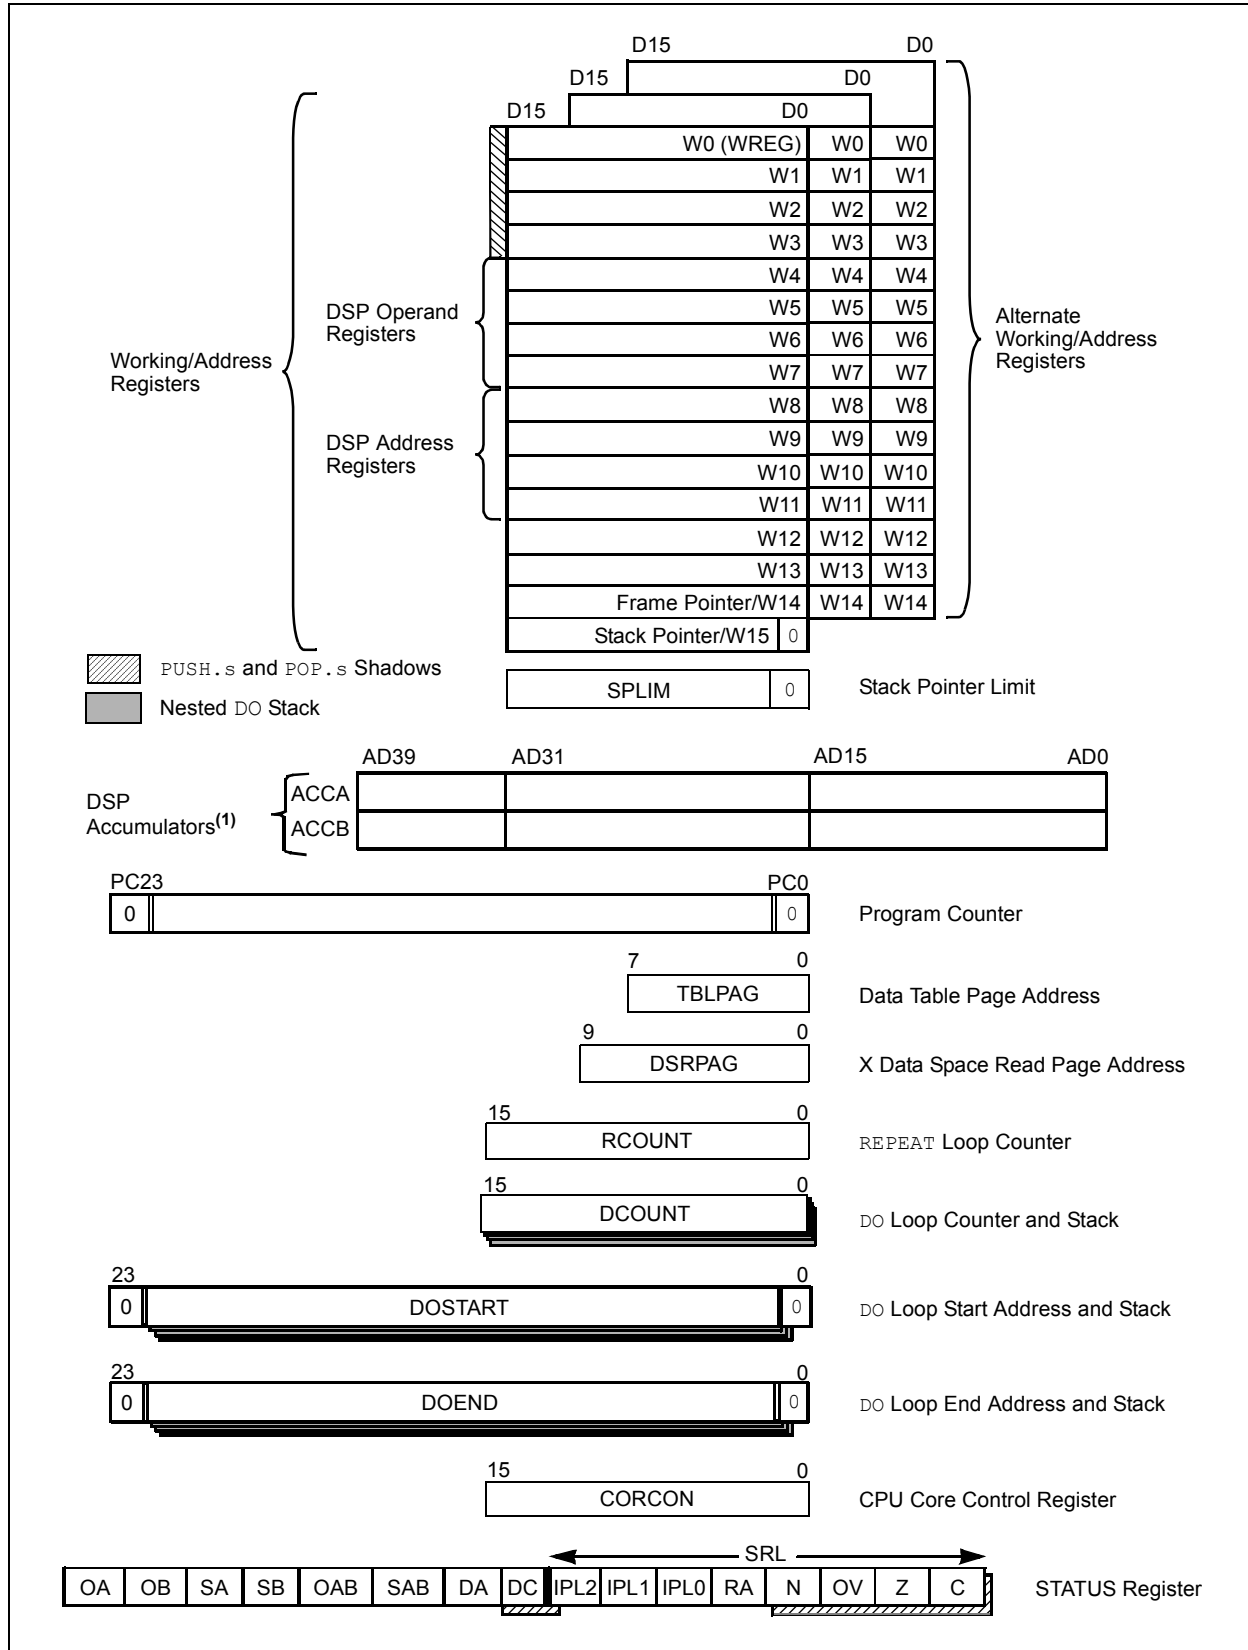 D15 D0
D15 D0
D15 D0
W0 (WREG) W0 W0
W1 W1 W1
W2 W2 W2
W3 W3 W3
W4 W4 W4
W5 W5 W5
W6 W6 W6
W7 W7 W7
W8 W8 W8
W9 W9 W9
W10 W10 W10
W11 W11 W11
W12 W12 W12
W13 W13 W13
Frame Pointer/W14 W14 W14
Stack Pointer/W15 0
Working/Address
Registers
DSP Operand
Registers
DSP Address
Registers
Alternate
Working/Address
Registers
PUSH.s and POP.s Shadows
Nested DO Stack
SPLIM 0 Stack Pointer Limit
AD39 AD31 AD15 AD0
DSP
Accumulators(1)
ACCA
ACCB
PC23 PC0
0 0 Program Counter
7 0
TBLPAG Data Table Page Address
9 0
DSRPAG X Data Space Read Page Address
15 0
RCOUNT REPEAT Loop Counter
15 0
DCOUNT DO Loop Counter and Stack
23 0
0 DOSTART 0 DO Loop Start Address and Stack
23 0
0 DOEND 0 DO Loop End Address and Stack
15 0
CORCON CPU Core Control Register
SRL
OA OB SA SB OAB SAB DA DC IPL2 IPL1 IPL0 RA N OV Z C STATUS Register